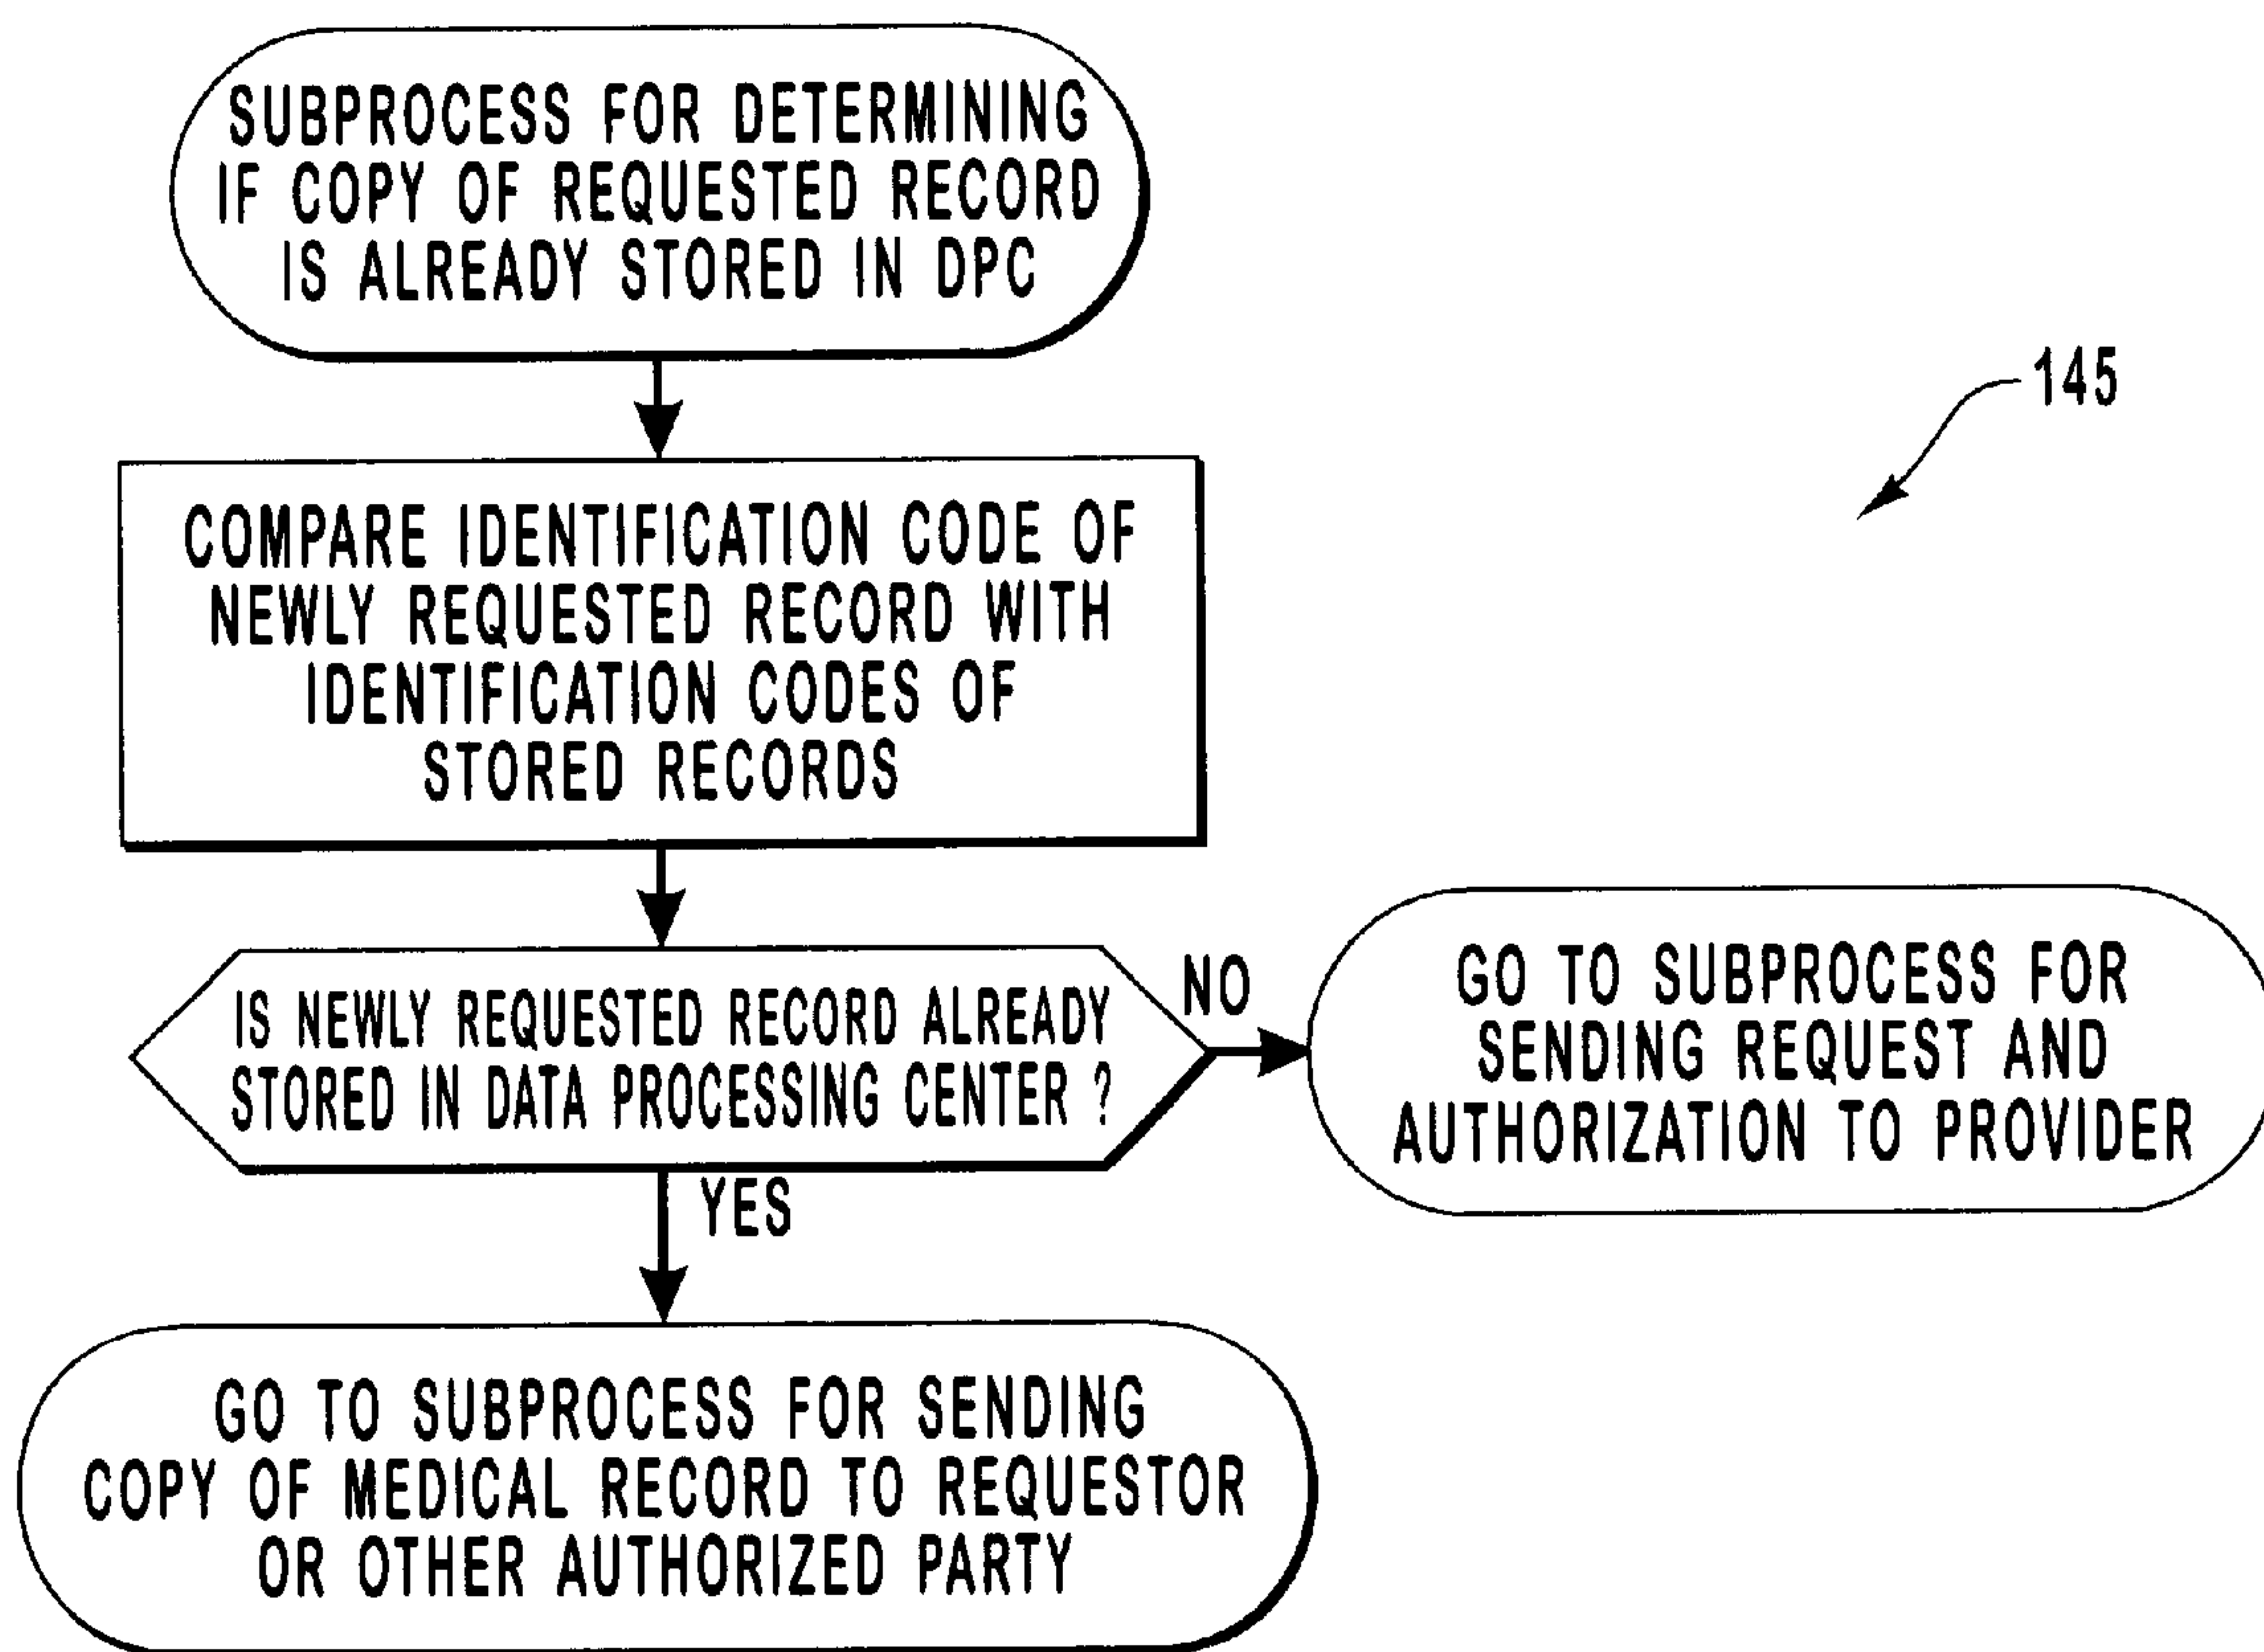 SUBPROCESS FOR DETERMINING
IF COPY OF REQUESTED RECORD
IS ALREADY STORED IN DPC
145
COMPARE IDENTIFICATION CODE OF
NEWLY REQUESTED RECORD WITH
IDENTIFICATION CODES OF
STORED RECORDS
IS NEWLY REQUESTED RECORD ALREADY
STORED IN DATA PROCESSING CENTER ?
NO
GO TO SUBPROCESS FOR
SENDING REQUEST AND
AUTHORIZATION TO PROVIDER
YES
GO TO SUBPROCESS FOR SENDING
COPY OF MEDICAL RECORD TO REQUESTOR
OR OTHER AUTHORIZED PARTY